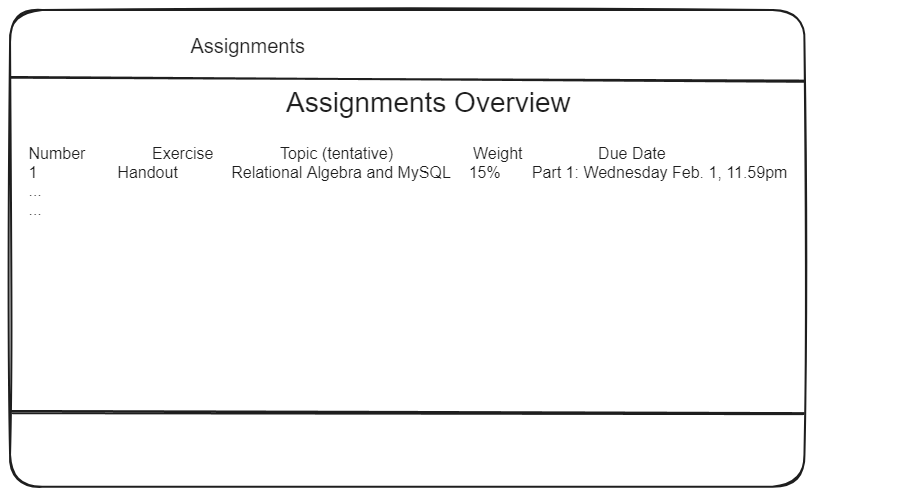 Assignments
Assignments Overview
Number Exercise Topic (tentative) Weight Due Date
1 Handout Relational Algebra and MySQL 15% Part 1: Wednesday Feb. 1, 11.59pm
...
...